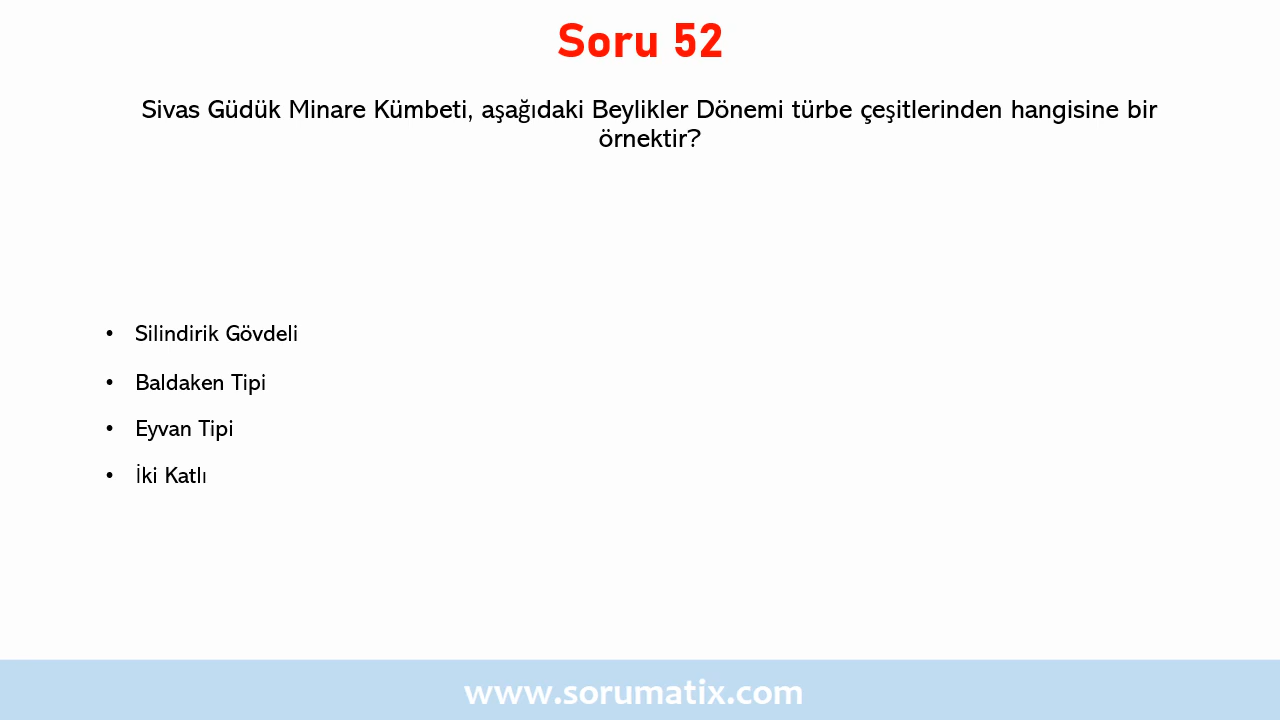 Soru 52
Sivas Güdük Minare Kümbeti, aşağıdaki Beylikler Dönemi türbe çeşitlerinden hangisine bir
örnektir?
• Silindirik Gövdeli
• Baldaken Tipi
• Eyvan Tipi
• İki Katlı
www.sorumatix.com